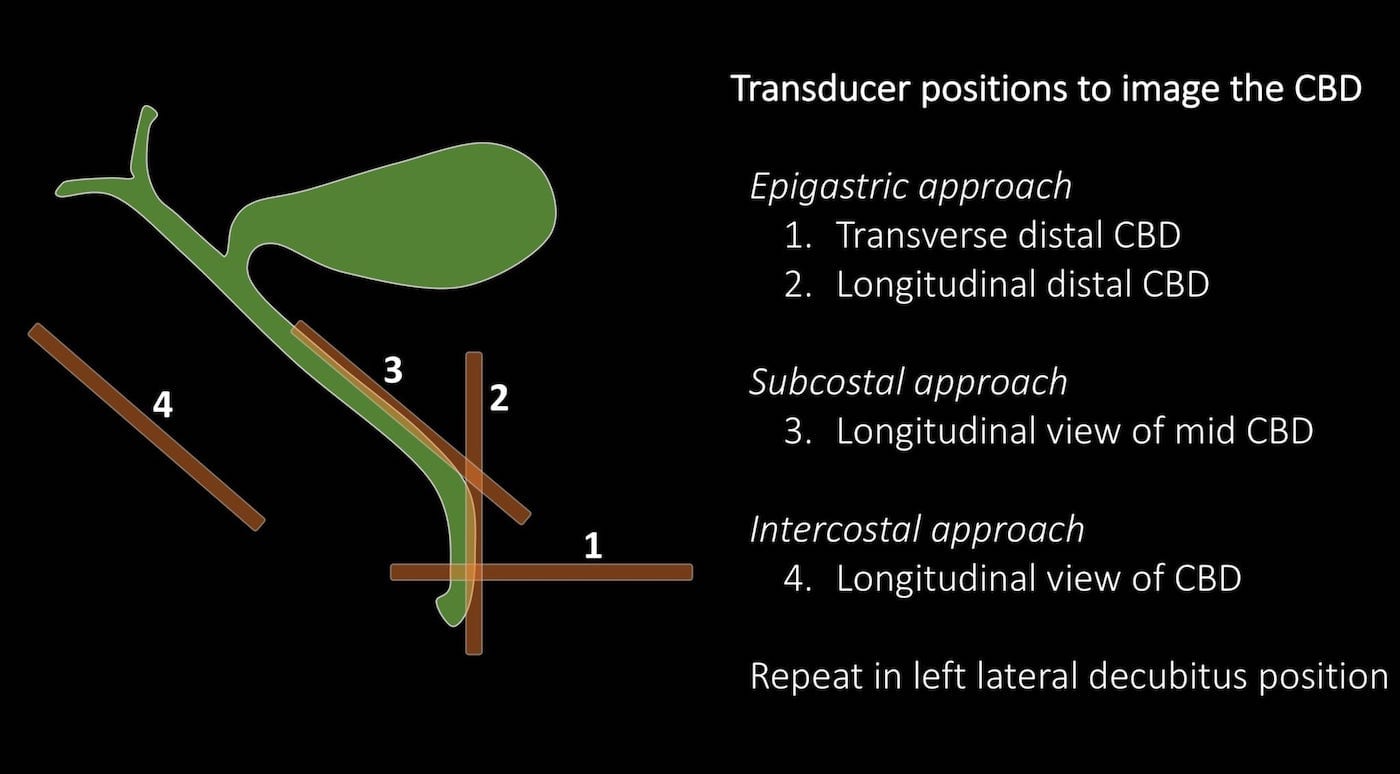 Transducer positions to image the CBD
Epigastric approach
1. Transverse distal CBD
2. Longitudinal distal CBD
Subcostal approach
3. Longitudinal view of mid CBD
Intercostal approach
4. Longitudinal view of CBD
Repeat in left lateral decubitus position
3
2
4
1